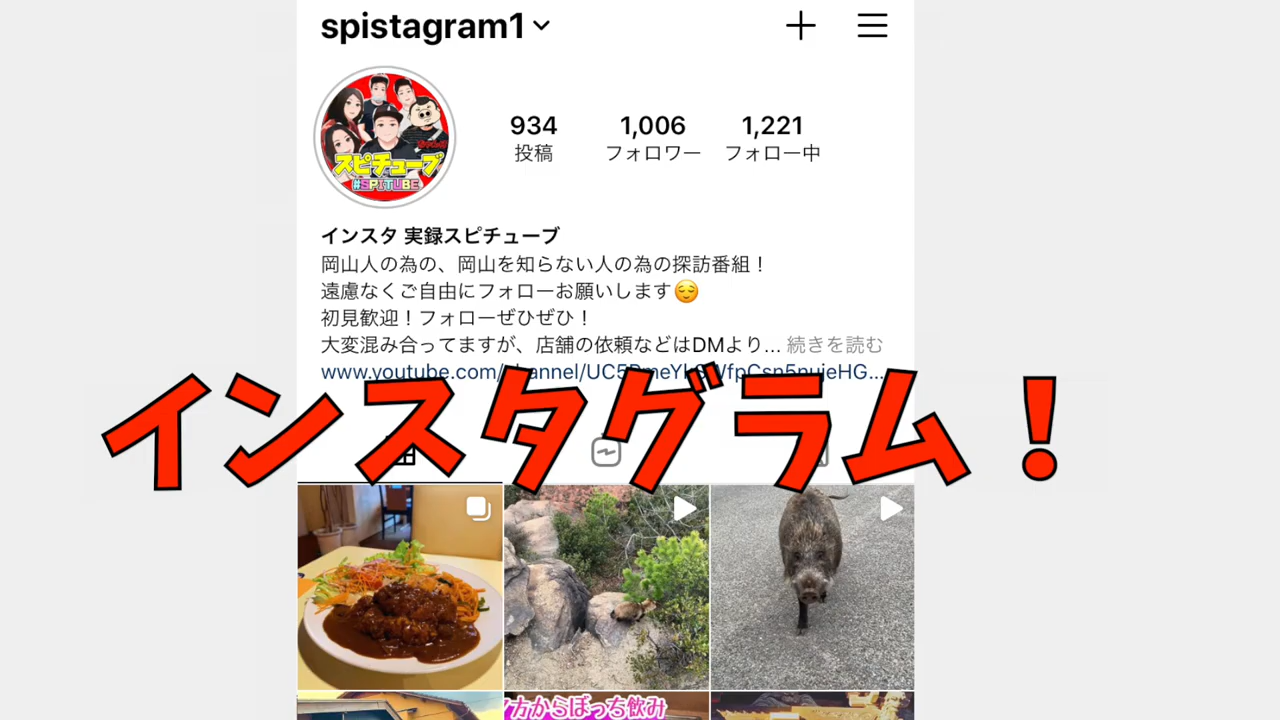 spistagram1
934
投稿
1,006
フォロワー
1,221
フォロー中
スピチューブ
#SPITUBE
インスタ 実録スピチューブ
岡山人の為の、岡山を知らない人の為の探訪番組！
遠慮なくご自由にフォローお願いします😌
初見歓迎！フォローぜひぜひ！
大変混み合ってますが、店舗の依頼などはDMより... 続きを読む
インスタグラム！
方からぼっち飲み